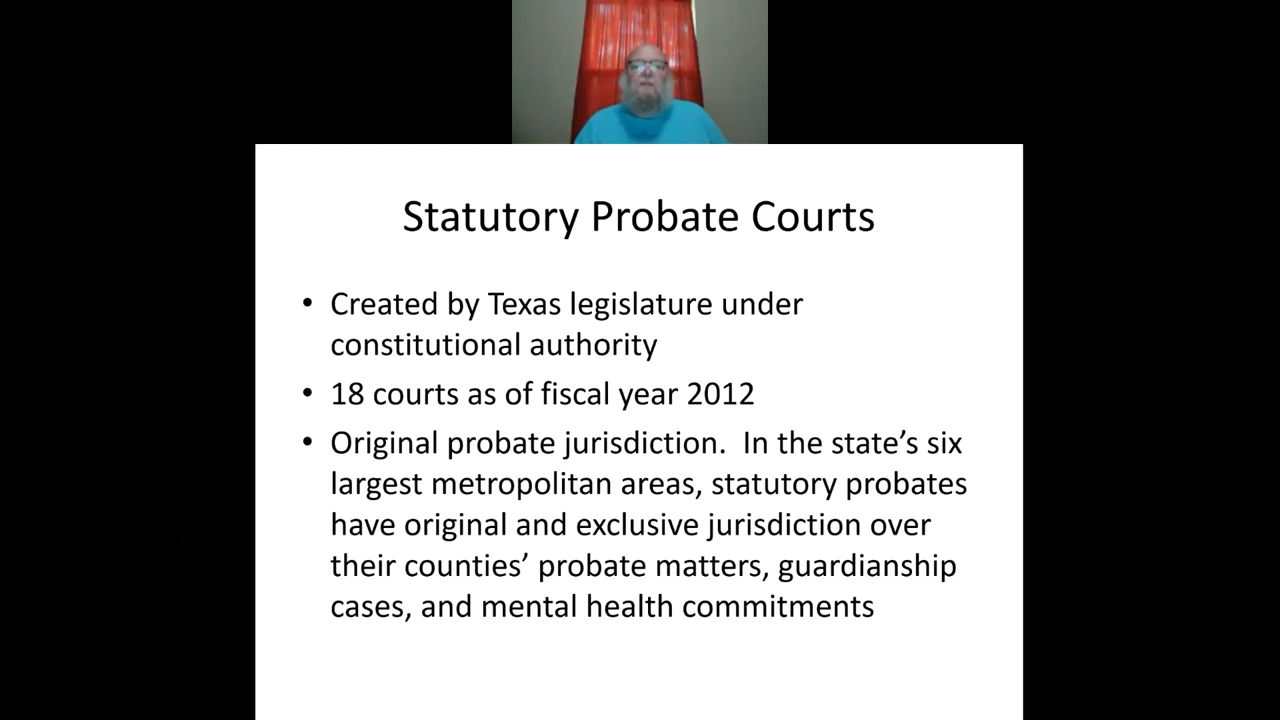 Statutory Probate Courts
• Created by Texas legislature under
constitutional authority
• 18 courts as of fiscal year 2012
• Original probate jurisdiction.  In the state’s six
largest metropolitan areas, statutory probates
have original and exclusive jurisdiction over
their counties’ probate matters, guardianship
cases, and mental health commitments